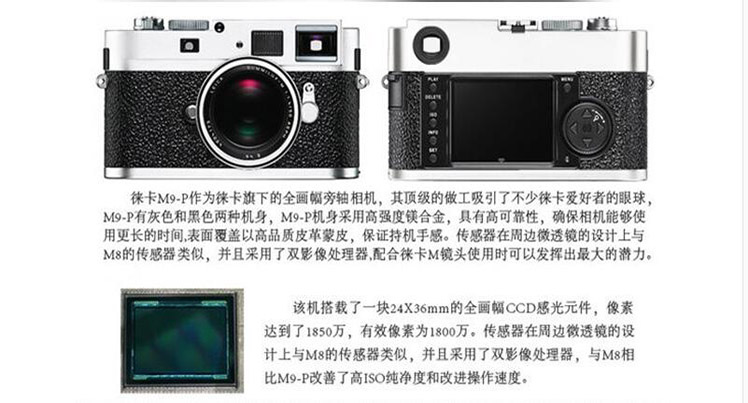 PLAY
DELETE
ISO
INFO
SET
MENU
徕卡M9-P作为徕卡旗下的全画幅旁轴相机，其顶级的做工吸引了不少徕卡爱好者的眼球，
M9-P有灰色和黑色两种机身，M9-P机身采用高强度镁合金，具有高可靠性，确保相机能够使
用更长的时间,表面覆盖以高品质皮革蒙皮，保证持机手感。传感器在周边微透镜的设计上与
M8的传感器类似，并且采用了双影像处理器,配合徕卡M镜头使用时可以发挥出最大的潜力。
该机搭载了一块24X36mm的全画幅CCD感光元件，像素
达到了1850万，有效像素为1800万。传感器在周边微透镜的设
计上与M8的传感器类似，并且采用了双影像处理器，与M8相
比M9-P改善了高ISO纯净度和改进操作速度。